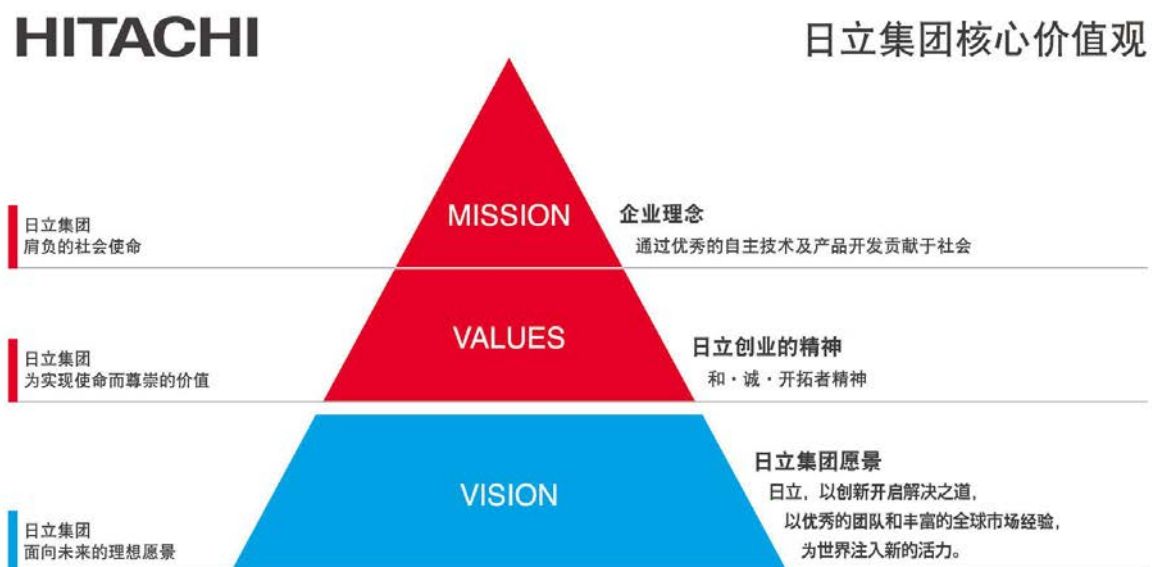 HITACHI
日立集团核心价值观
日立集团
肩负的社会使命
MISSION
企业理念
通过优秀的自主技术及产品开发贡献于社会
日立集团
为实现使命而尊崇的价值
VALUES
日立创业的精神
和·诚·开拓者精神
日立集团
面向未来的理想愿景
VISION
日立集团愿景
日立，以创新开启解决之道，
以优秀的团队和丰富的全球市场经验，
为世界注入新的活力。